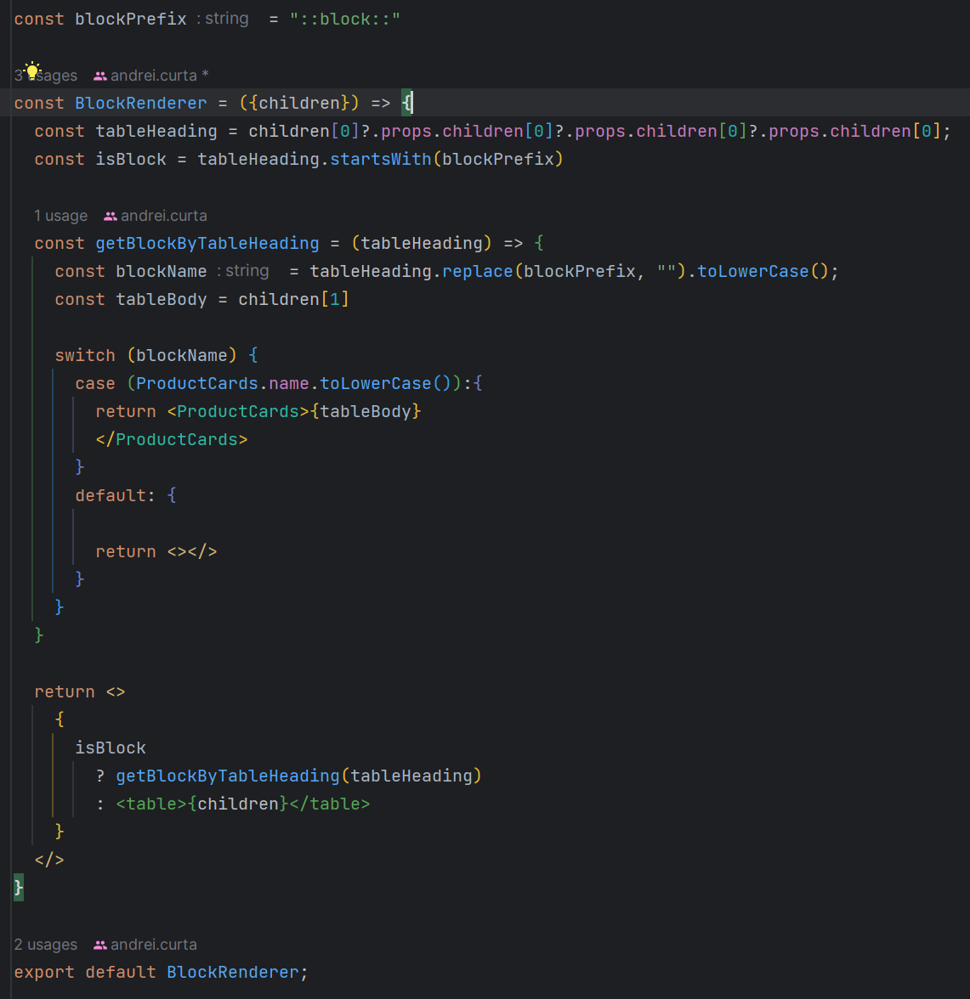 const blockPrefix : string = "::block::"
3 usages andrei.curta *
const BlockRenderer = ({children}) => {
const tableHeading = children[0]?.props.children[0]?.props.children[0]?.props.children[0];
const isBlock = tableHeading.startsWith(blockPrefix)
1 usage andrei.curta
const getBlockByTableHeading = (tableHeading) => {
const blockName : string = tableHeading.replace(blockPrefix, "").toLowerCase();
const tableBody = children[1]
switch (blockName) {
case (ProductCards.name.toLowerCase()):{
return <ProductCards>{tableBody}
</ProductCards>
}
default: {
return <></>
}
}
}
return <>
{
isBlock
? getBlockByTableHeading(tableHeading)
: <table>{children}</table>
}
</>
}
2 usages andrei.curta
export default BlockRenderer;